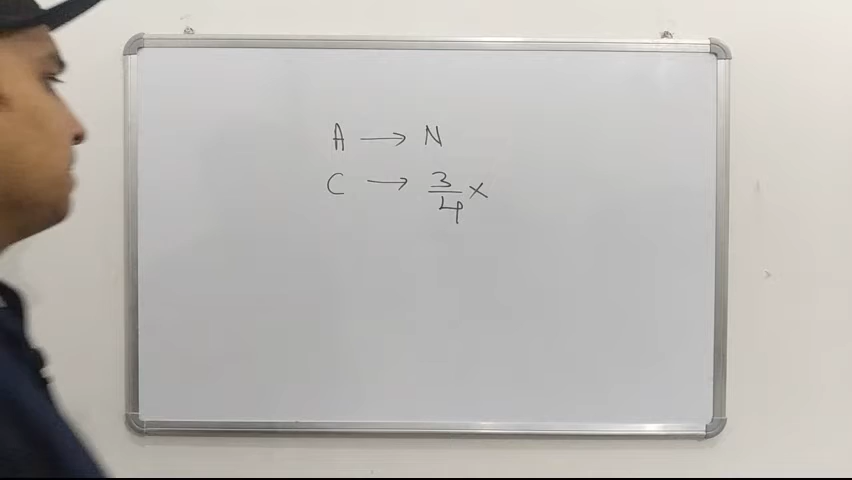 A → N
C → 3/4 x